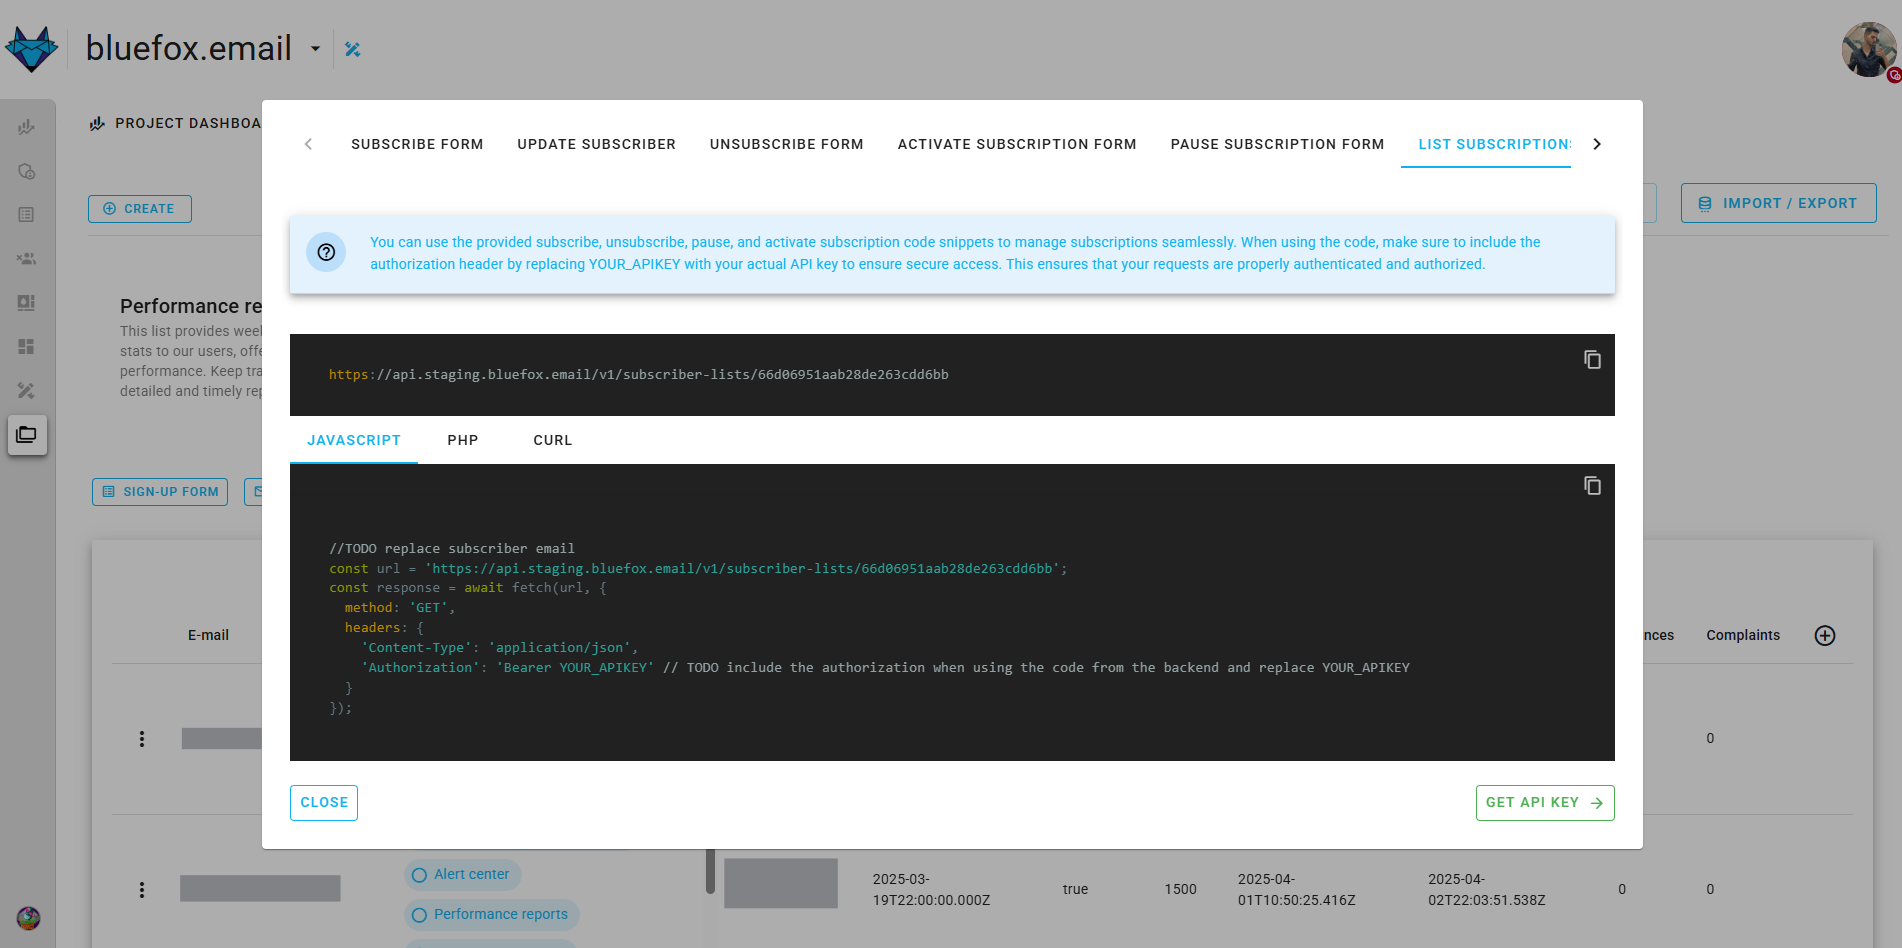 bluefox.email
PROJECT DASHBOA
SUBSCRIBE FORM
UPDATE SUBSCRIBER
UNSUBSCRIBE FORM
ACTIVATE SUBSCRIPTION FORM
PAUSE SUBSCRIPTION FORM
LIST SUBSCRIPTIONS
CREATE
IMPORT / EXPORT
You can use the provided subscribe, unsubscribe, pause, and activate subscription code snippets to manage subscriptions seamlessly. When using the code, make sure to include the
authorization header by replacing YOUR_APIKEY with your actual API key to ensure secure access. This ensures that your requests are properly authenticated and authorized.
Performance re
This list provides week
stats to our users, offe
performance. Keep tra
detailed and timely rep
https://api.staging.bluefox.email/v1/subscriber-lists/66d06951aab28de263cdd6bb
JAVASCRIPT
PHP
CURL
SIGN-UP FORM
//TODO replace subscriber email
const url = 'https://api.staging.bluefox.email/v1/subscriber-lists/66d06951aab28de263cdd6bb';
const response = await fetch(url, {
method: 'GET',
headers: {
'Content-Type': 'application/json',
'Authorization': 'Bearer YOUR_APIKEY' // TODO include the authorization when using the code from the backend and replace YOUR_APIKEY
}
});
E-mail
nces
Complaints
0
CLOSE
GET API KEY
Alert center
Performance reports
2025-03-
19T22:00:00.000Z
true
1500
2025-04-
01T10:50:25.416Z
2025-04-
02T22:03:51.538Z
0
0